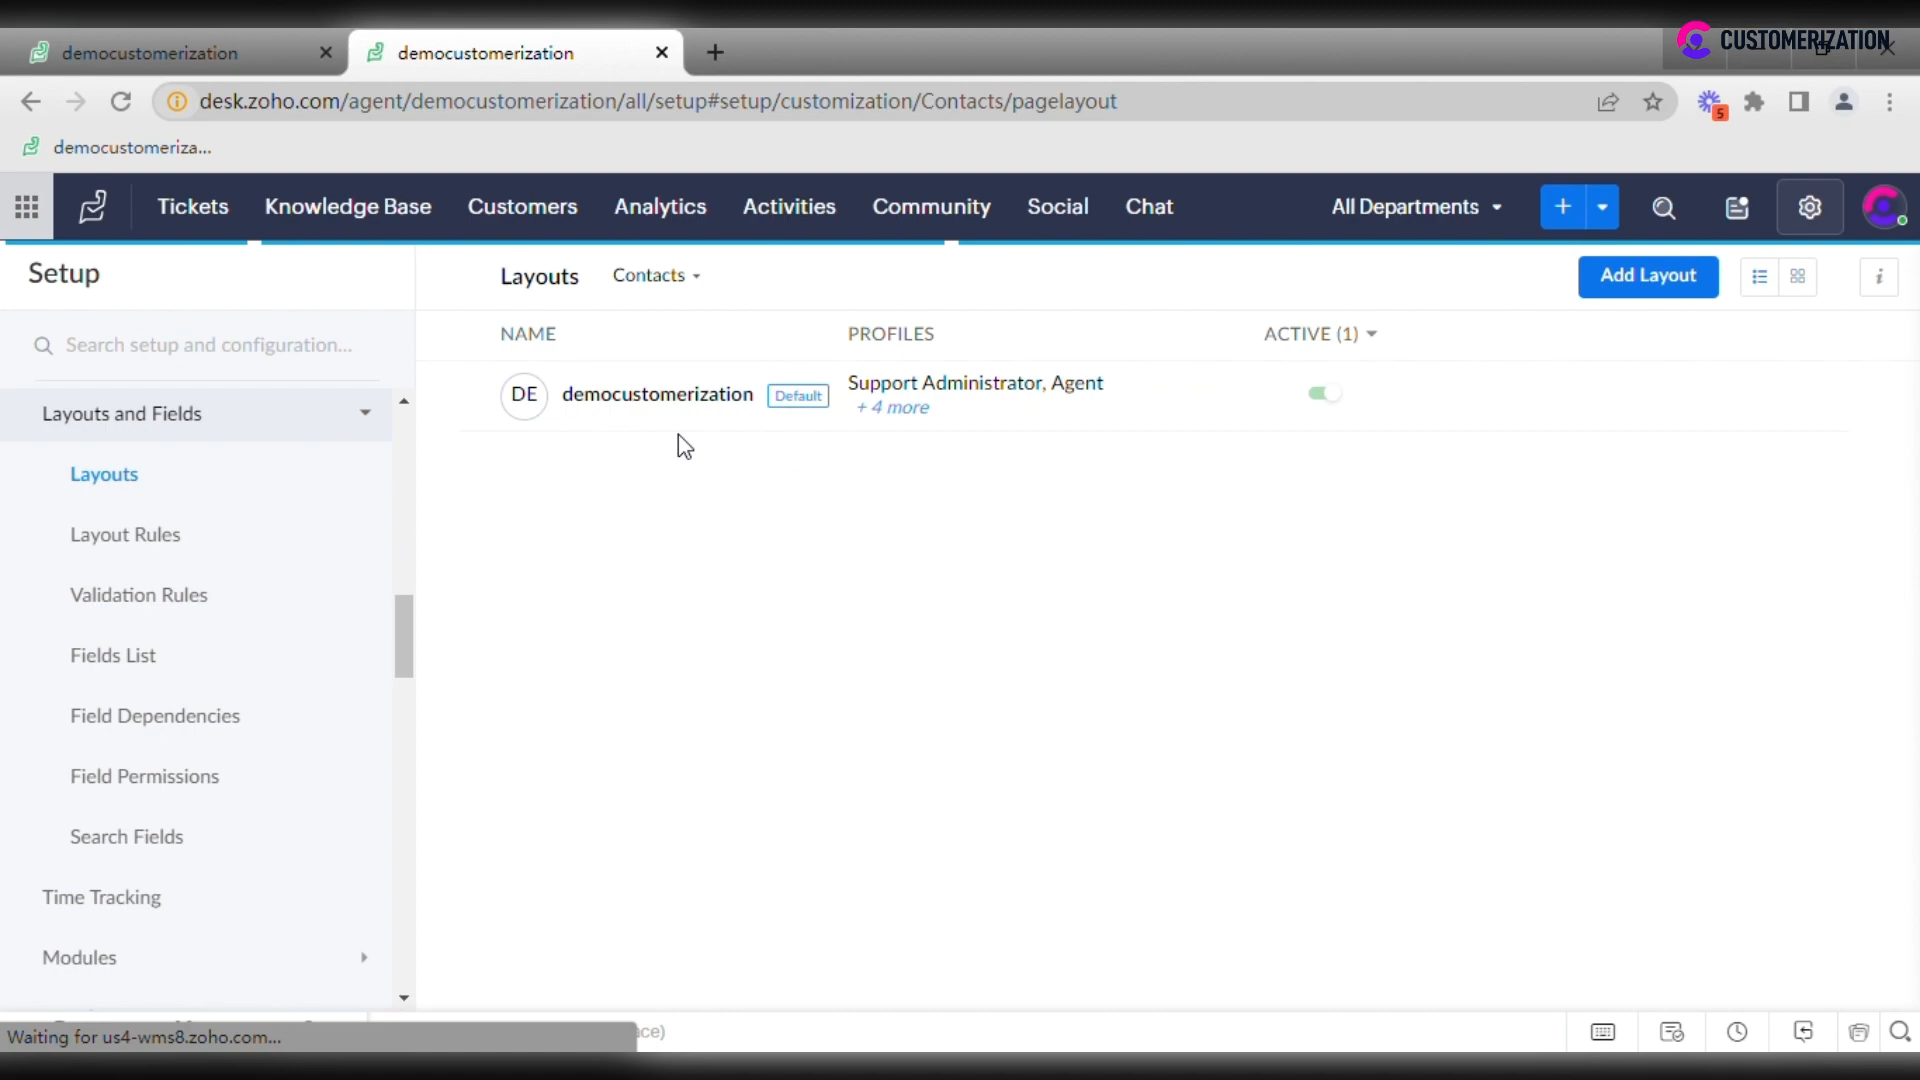 democustomerization
democustomerization
CUSTOMERIZATION
desk.zoho.com/agent/democustomerization/all/setup#setup/customization/Contacts/pagelayout
5
democustomeriza...
Tickets
Knowledge Base
Customers
Analytics
Activities
Community
Social
Chat
All Departments
Setup
Layouts
Contacts
Add Layout
i
Search setup and configuration...
NAME
PROFILES
ACTIVE (1)
DE
democustomerization
Default
Support Administrator, Agent
+ 4 more
Layouts and Fields
Layouts
Layout Rules
Validation Rules
Fields List
Field Dependencies
Field Permissions
Search Fields
Time Tracking
Modules
Waiting for us4-wms8.zoho.com...
ce)